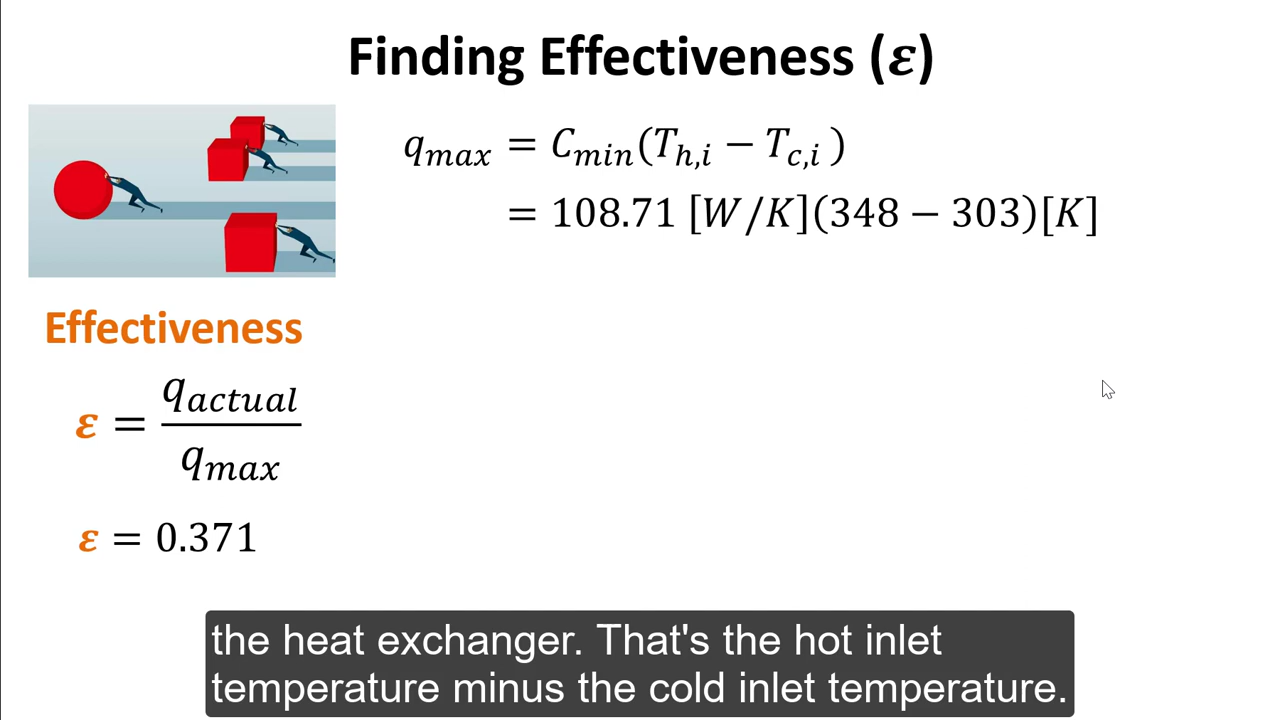 Finding Effectiveness (ε)
q_max = C_min(T_h,i − T_c,i )
= 108.71 [W/K](348 − 303)[K]
Effectiveness
ε = q_actual / q_max
ε = 0.371
the heat exchanger. That's the hot inlet
temperature minus the cold inlet temperature.